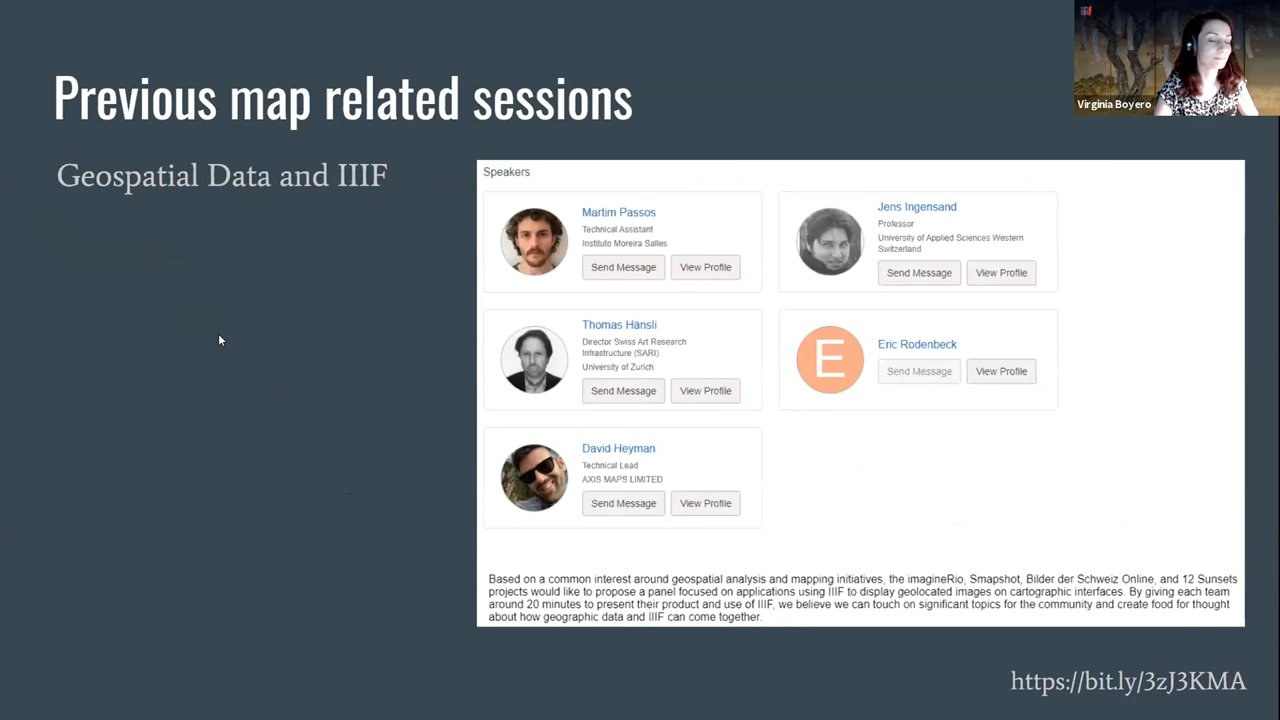 Previous map related sessions
Virginia Boyero
Geospatial Data and IIIF
Speakers
Martim Passos
Technical Assistant
Instituto Moreira Salles
Send Message View Profile
Jens Ingensand
Professor
University of Applied Sciences Western
Switzerland
Send Message View Profile
Thomas Hänsli
Director Swiss Art Research
Infrastructure (SARI)
University of Zurich
Send Message View Profile
E
Eric Rodenbeck
Send Message View Profile
David Heyman
Technical Lead
AXIS MAPS LIMITED
Send Message View Profile
Based on a common interest around geospatial analysis and mapping initiatives, the imagineRio, Smapshot, Bilder der Schweiz Online, and 12 Sunsets
projects would like to propose a panel focused on applications using IIIF to display geolocated images on cartographic interfaces. By giving each team
around 20 minutes to present their product and use of IIIF, we believe we can touch on significant topics for the community and create food for thought
about how geographic data and IIIF can come together.
https://bit.ly/3zJ3KMA